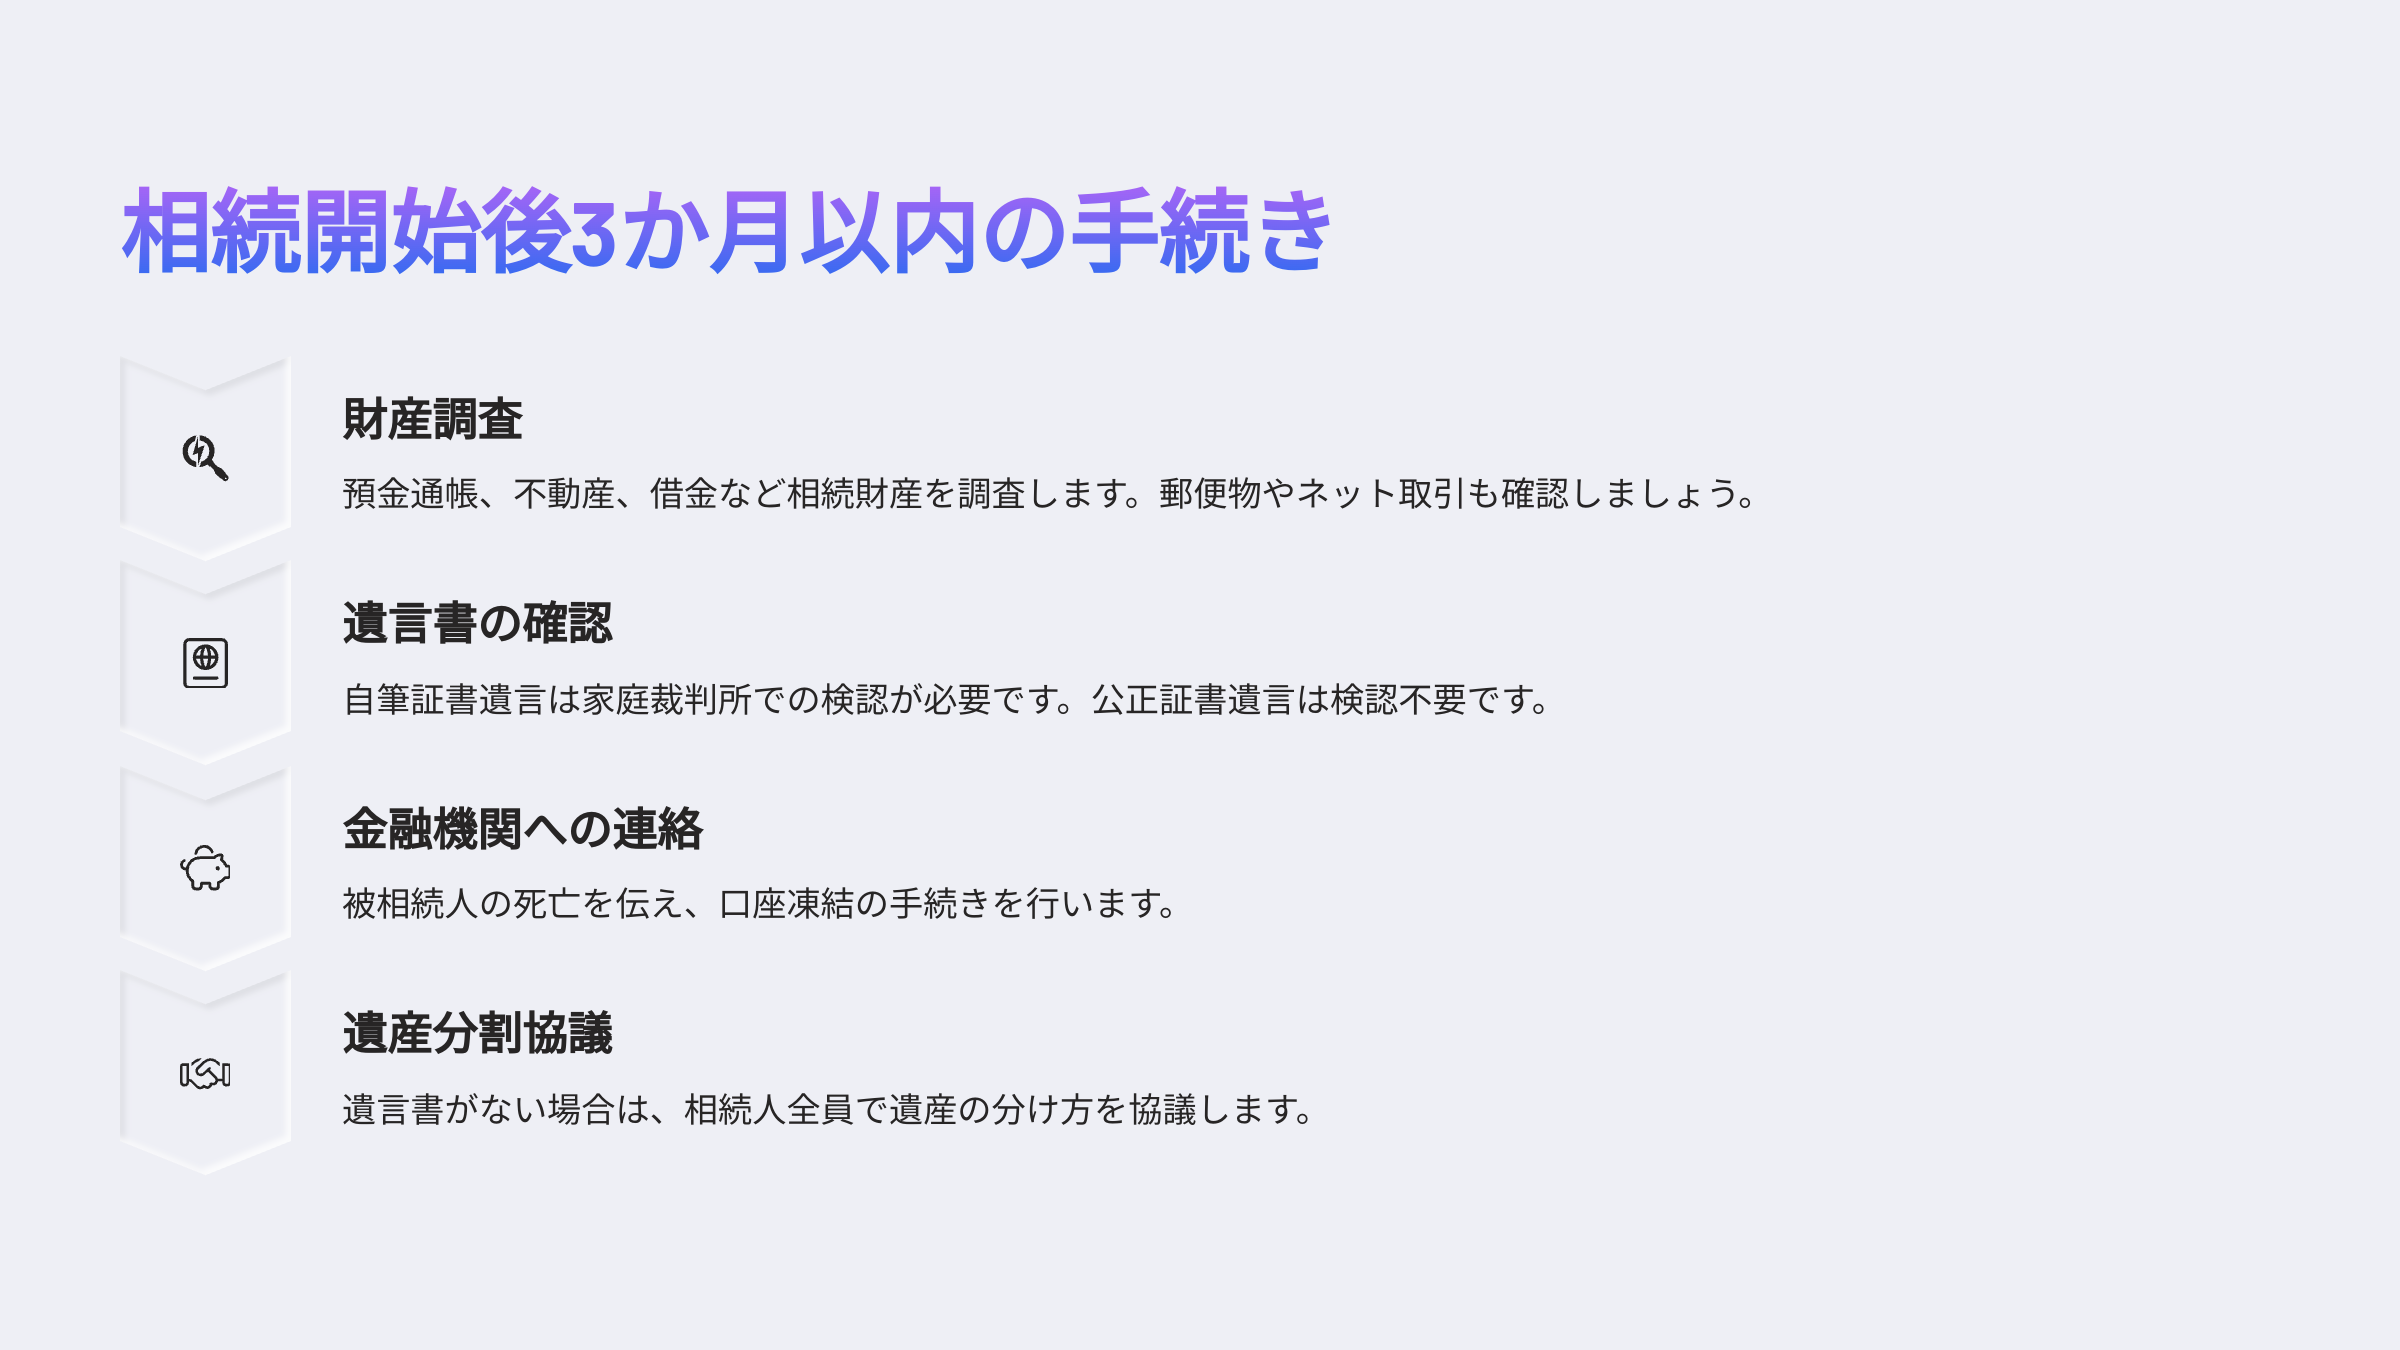 相続開始後3か月以内の手続き
財産調査
預金通帳、不動産、借金など相続財産を調査します。郵便物やネット取引も確認しましょう。
遺言書の確認
自筆証書遺言は家庭裁判所での検認が必要です。公正証書遺言は検認不要です。
金融機関への連絡
被相続人の死亡を伝え、口座凍結の手続きを行います。
遺産分割協議
遺言書がない場合は、相続人全員で遺産の分け方を協議します。